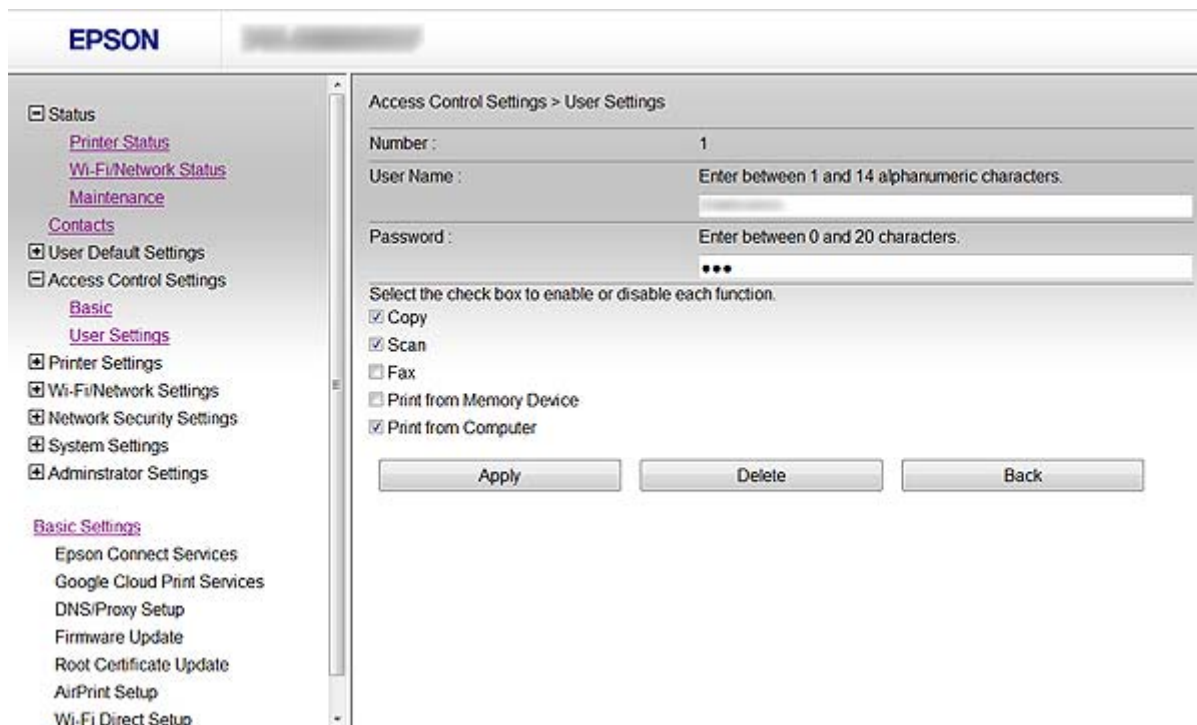 EPSON
Status
Printer Status
Wi-Fi/Network Status
Maintenance
Contacts
User Default Settings
Access Control Settings
Basic
User Settings
Printer Settings
Wi-Fi/Network Settings
Network Security Settings
System Settings
Adminstrator Settings
Basic Settings
Epson Connect Services
Google Cloud Print Services
DNS/Proxy Setup
Firmware Update
Root Certificate Update
AirPrint Setup
Wi-Fi Direct Setup
Access Control Settings > User Settings
Number : 1
User Name : Enter between 1 and 14 alphanumeric characters.
Password : Enter between 0 and 20 characters.
•••
Select the check box to enable or disable each function.
Copy
Scan
Fax
Print from Memory Device
Print from Computer
Apply Delete Back